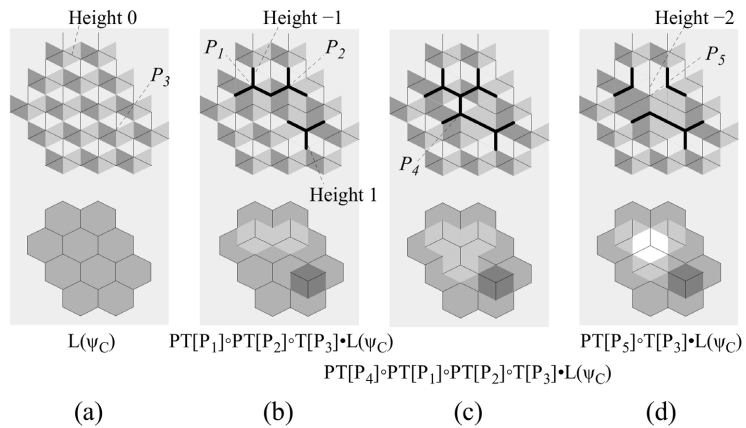 Height 0
Height −1
Height −2
P1 P2 P5
P3
P4
Height 1
L(ψC)
PT[P1]∘PT[P2]∘T[P3]•L(ψC)
PT[P5]∘T[P3]•L(ψC)
PT[P4]∘PT[P1]∘PT[P2]∘T[P3]•L(ψC)
(a) (b) (c) (d)